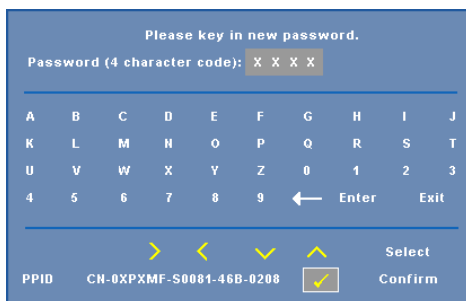 Please key in new password.
Password (4 character code): X X X X
A B C D E F G H I J
K L M N O P Q R S T
U V W X Y Z 0 1 2 3
4 5 6 7 8 9 ← Enter Exit
Select
PPID CN-0XPXMF-S0081-46B-0208 ✓ Confirm